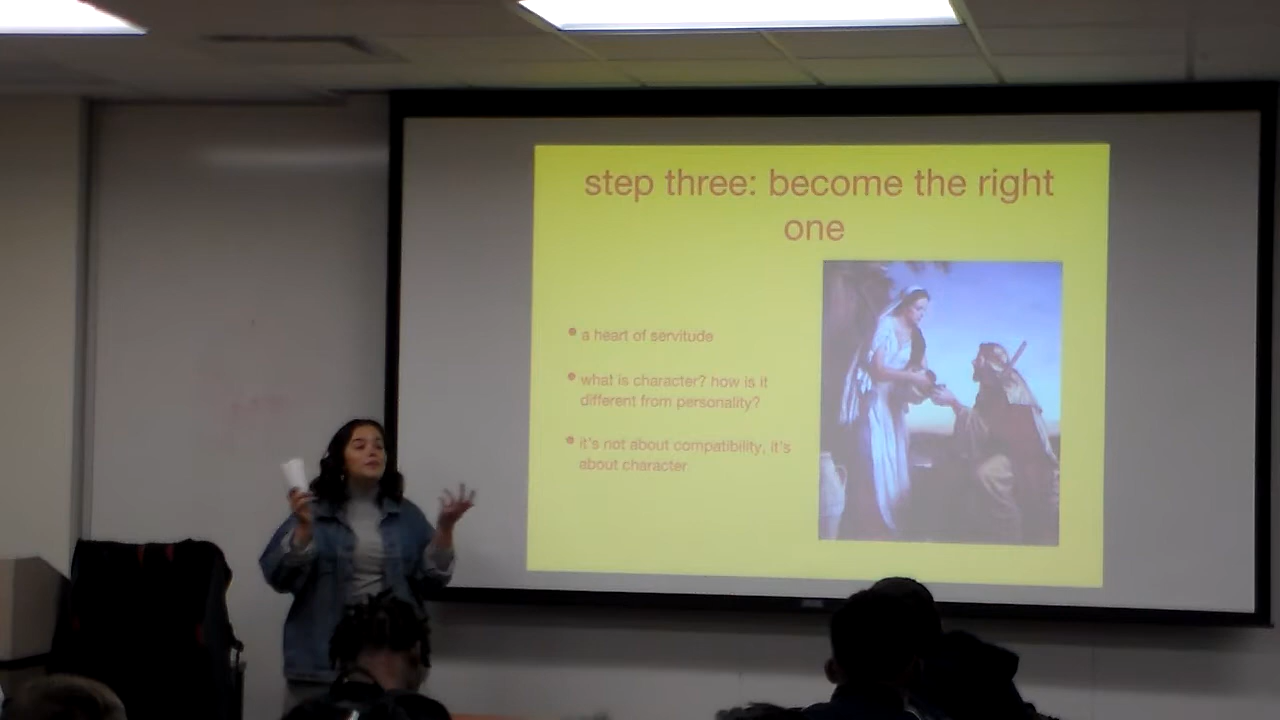 step three: become the right
one
a heart of servitude
what is character? how is it
different from personality?
it's not about compatibility, it's
about character